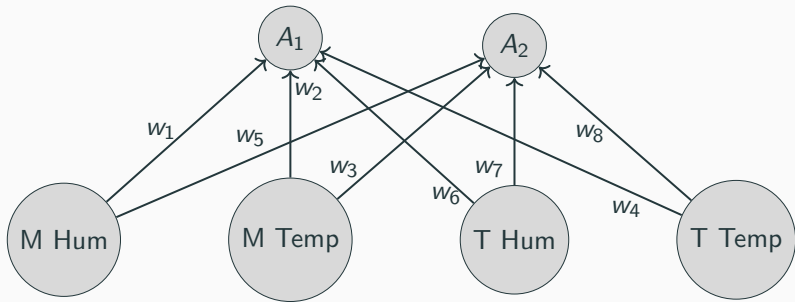 A₁
A₂
w₂
w₁
w₅
w₈
w₃
w₇
w₆
w₄
M Hum
M Temp
T Hum
T Temp